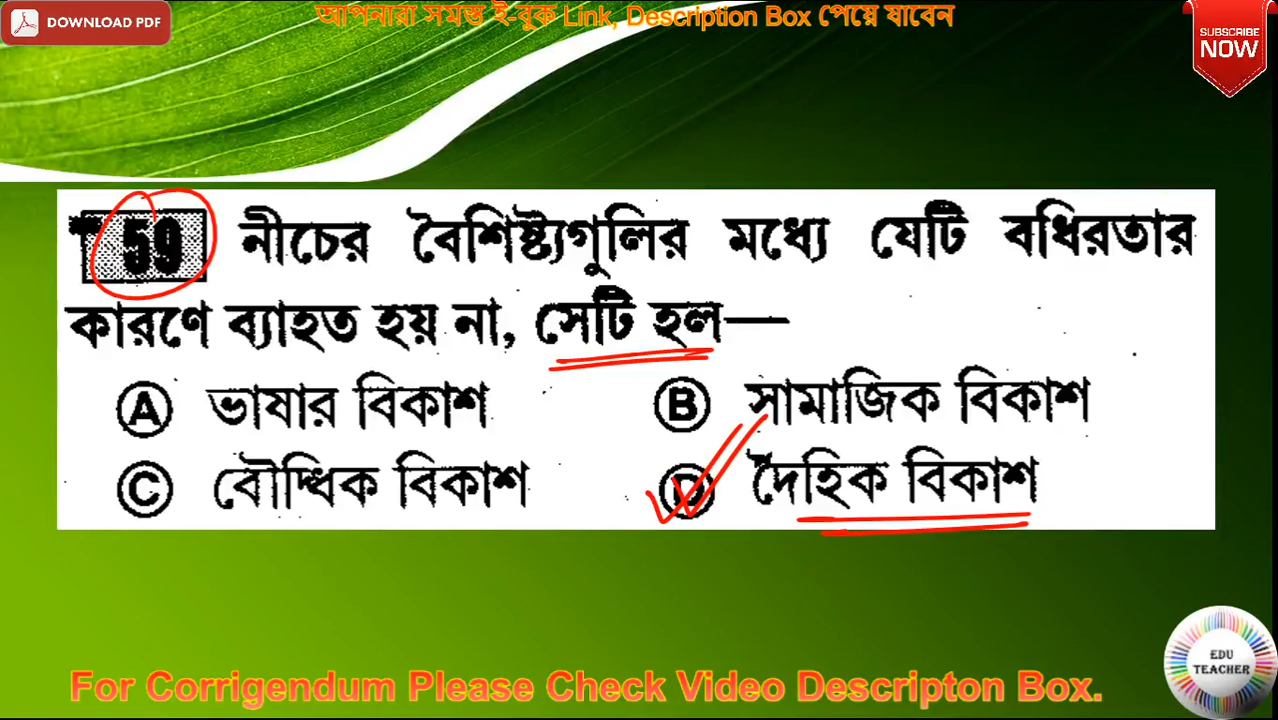 DOWNLOAD PDF
আপনারা সমস্ত ই-বুক Link, Description Box পেয়ে যাবেন
SUBSCRIBE
NOW
59 নীচের বৈশিষ্ট্যগুলির মধ্যে যেটি বধিরতার
কারণে ব্যাহত হয় না, সেটি হল—
A ভাষার বিকাশ B সামাজিক বিকাশ
C বৌদ্ধিক বিকাশ D দৈহিক বিকাশ
EDU
TEACHER
For Corrigendum Please Check Video Descripton Box.